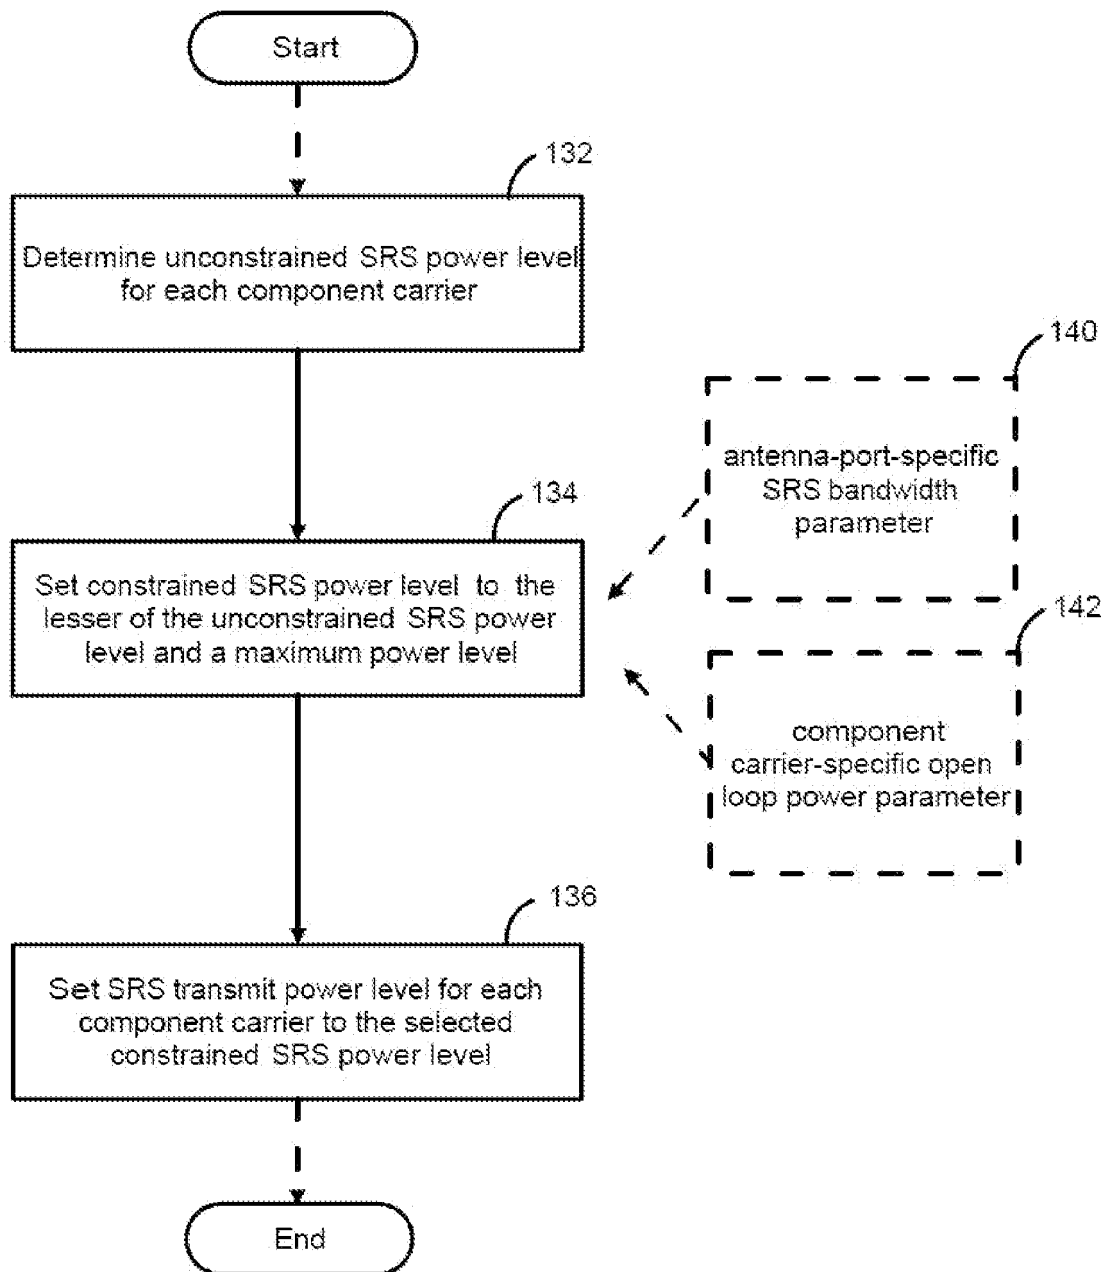 Start
132
Determine unconstrained SRS power level
for each component carrier
140
antenna-port-specific
SRS bandwidth
parameter
134
Set constrained SRS power level to the
lesser of the unconstrained SRS power
level and a maximum power level
142
component
carrier-specific open
loop power parameter
136
Set SRS transmit power level for each
component carrier to the selected
constrained SRS power level
End